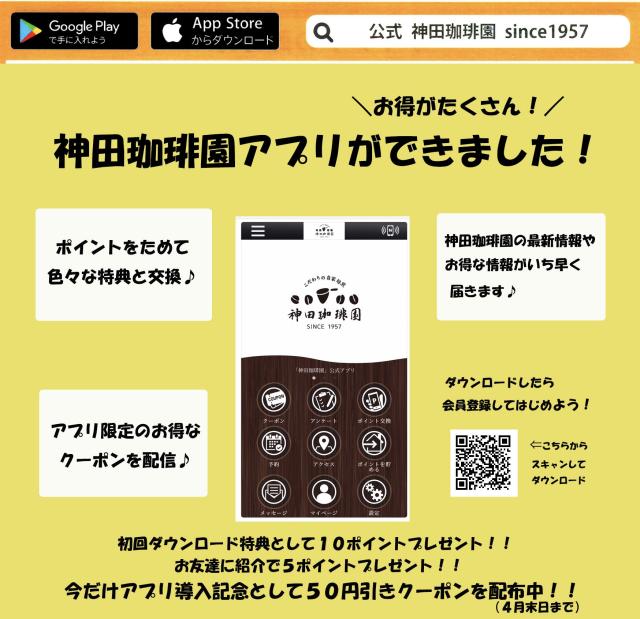 Google Play
で手に入れよう
App Store
からダウンロード
公式 神田珈琲園 since1957
＼お得がたくさん！／
神田珈琲園アプリができました！
ポイントをためて
色々な特典と交換♪
神田珈琲園の最新情報や
お得な情報がいち早く
届きます♪
こだわりの自家焙煎
神田珈琲園
SINCE 1957
「神田珈琲園」公式アプリ
COUPON
クーポン
アンケート
ポイント交換
予約
アクセス
ポイントを貯
める
メッセージ
マイページ
設定
アプリ限定のお得な
クーポンを配信♪
ダウンロードしたら
会員登録してはじめよう！
⇐こちらから
スキャンして
ダウンロード
初回ダウンロード特典として１０ポイントプレゼント！！
お友達に紹介で５ポイントプレゼント！！
今だけアプリ導入記念として５０円引きクーポンを配布中！！
（４月末日まで）